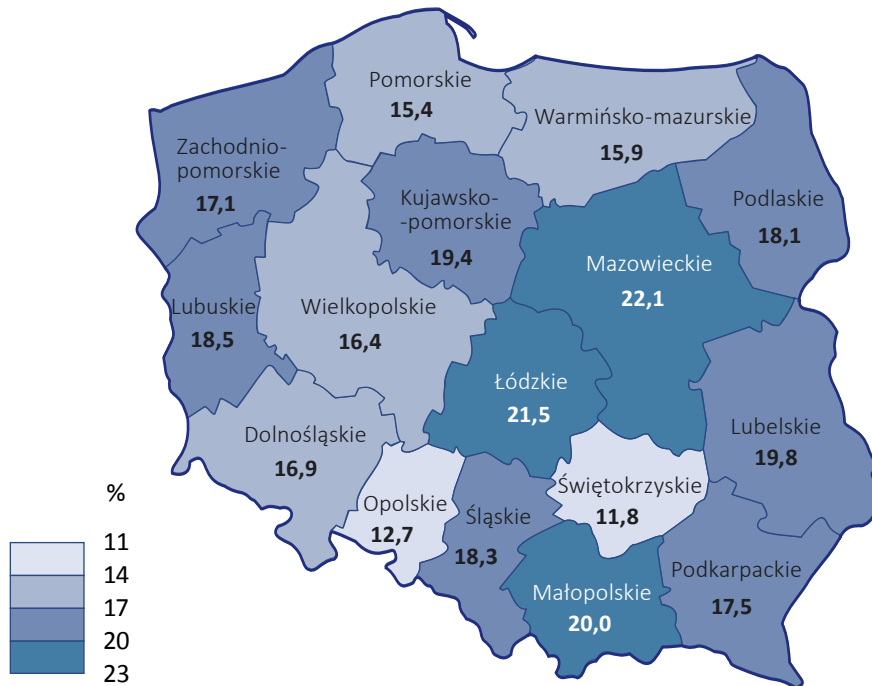 Pomorskie
15,4
Warmińsko-mazurskie
15,9
Zachodnio-
pomorskie
17,1
Kujawsko-
-pomorskie
19,4
Podlaskie
18,1
Mazowieckie
22,1
Lubuskie
18,5
Wielkopolskie
16,4
Łódzkie
21,5
Dolnośląskie
16,9
Lubelskie
19,8
Opolskie
12,7
Śląskie
18,3
Świętokrzyskie
11,8
Małopolskie
20,0
Podkarpackie
17,5
%
11
14
17
20
23